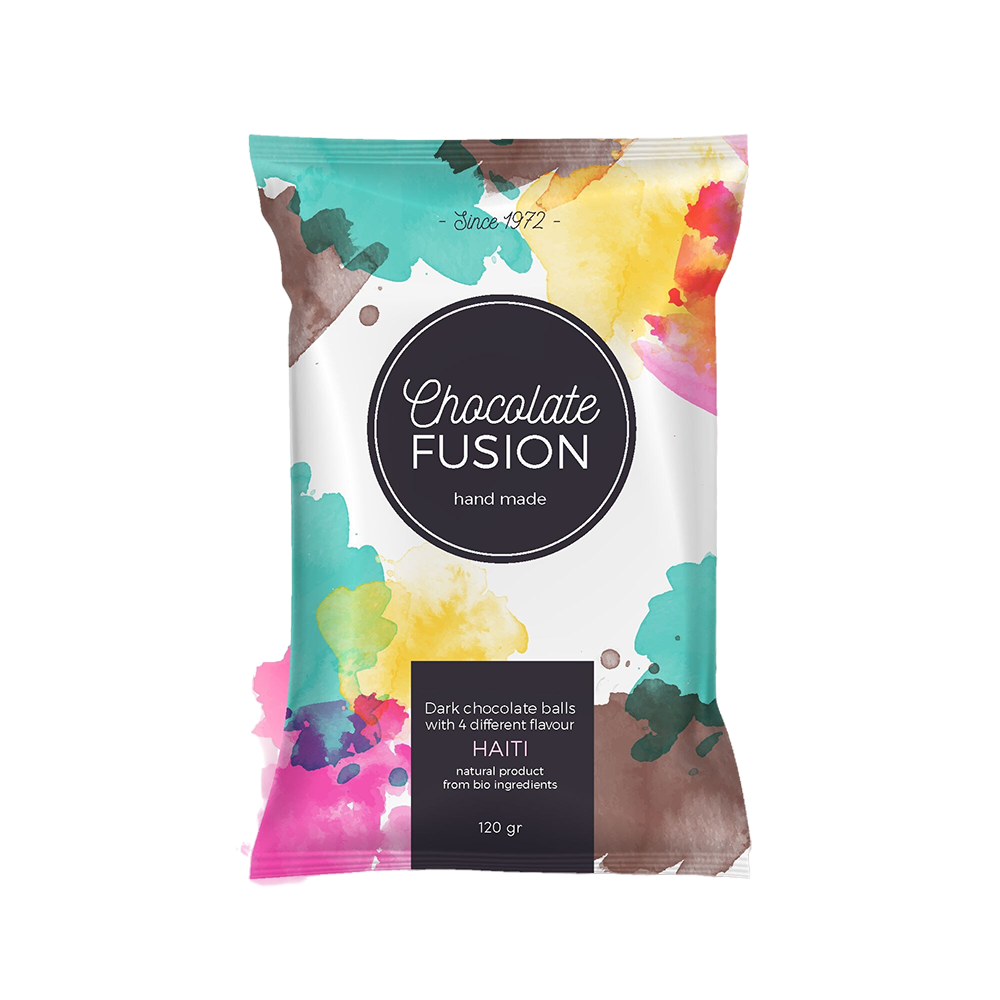 - Since 1972 -
Chocolate
FUSION
hand made
Dark chocolate balls
with 4 different flavour
HAITI
natural product
from bio ingredients
120 gr